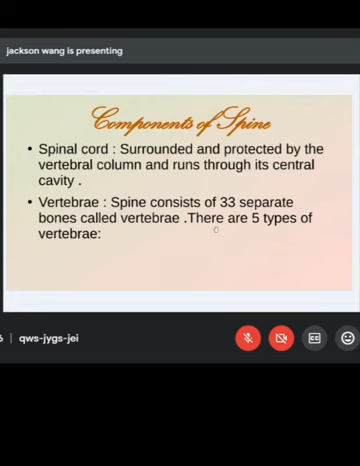 jackson wang is presenting
Components of Spine
• Spinal cord : Surrounded and protected by the
vertebral column and runs through its central
cavity .
• Vertebrae : Spine consists of 33 separate
bones called vertebrae .There are 5 types of
vertebrae:
| qws-jygs-jei